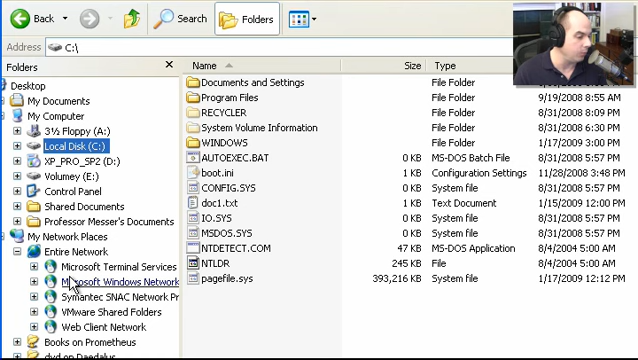 Back Search Folders
Address C:\
Folders
Desktop
My Documents
My Computer
3½ Floppy (A:)
Local Disk (C:)
XP_PRO_SP2 (D:)
Volumey (E:)
Control Panel
Shared Documents
Professor Messer's Documents
My Network Places
Entire Network
Microsoft Terminal Services
Microsoft Windows Network
Symantec SNAC Network Pr
VMware Shared Folders
Web Client Network
Books on Prometheus
dvd on Daedalus
Name Size Type
Documents and Settings File Folder
Program Files File Folder 9/19/2008 8:55 AM
RECYCLER File Folder 8/31/2008 6:08 PM
System Volume Information File Folder 8/31/2008 6:30 PM
WINDOWS File Folder 1/17/2009 3:00 PM
AUTOEXEC.BAT 0 KB MS-DOS Batch File 8/31/2008 5:57 PM
boot.ini 1 KB Configuration Settings 11/28/2008 3:48 PM
CONFIG.SYS 0 KB System file 8/31/2008 5:57 PM
doc1.txt 1 KB Text Document 1/15/2009 12:00 PM
IO.SYS 0 KB System file 8/31/2008 5:57 PM
MSDOS.SYS 0 KB System file 8/31/2008 5:57 PM
NTDETECT.COM 47 KB MS-DOS Application 8/4/2004 5:00 AM
NTLDR 245 KB File 8/4/2004 5:00 AM
pagefile.sys 393,216 KB System file 1/17/2009 12:12 PM